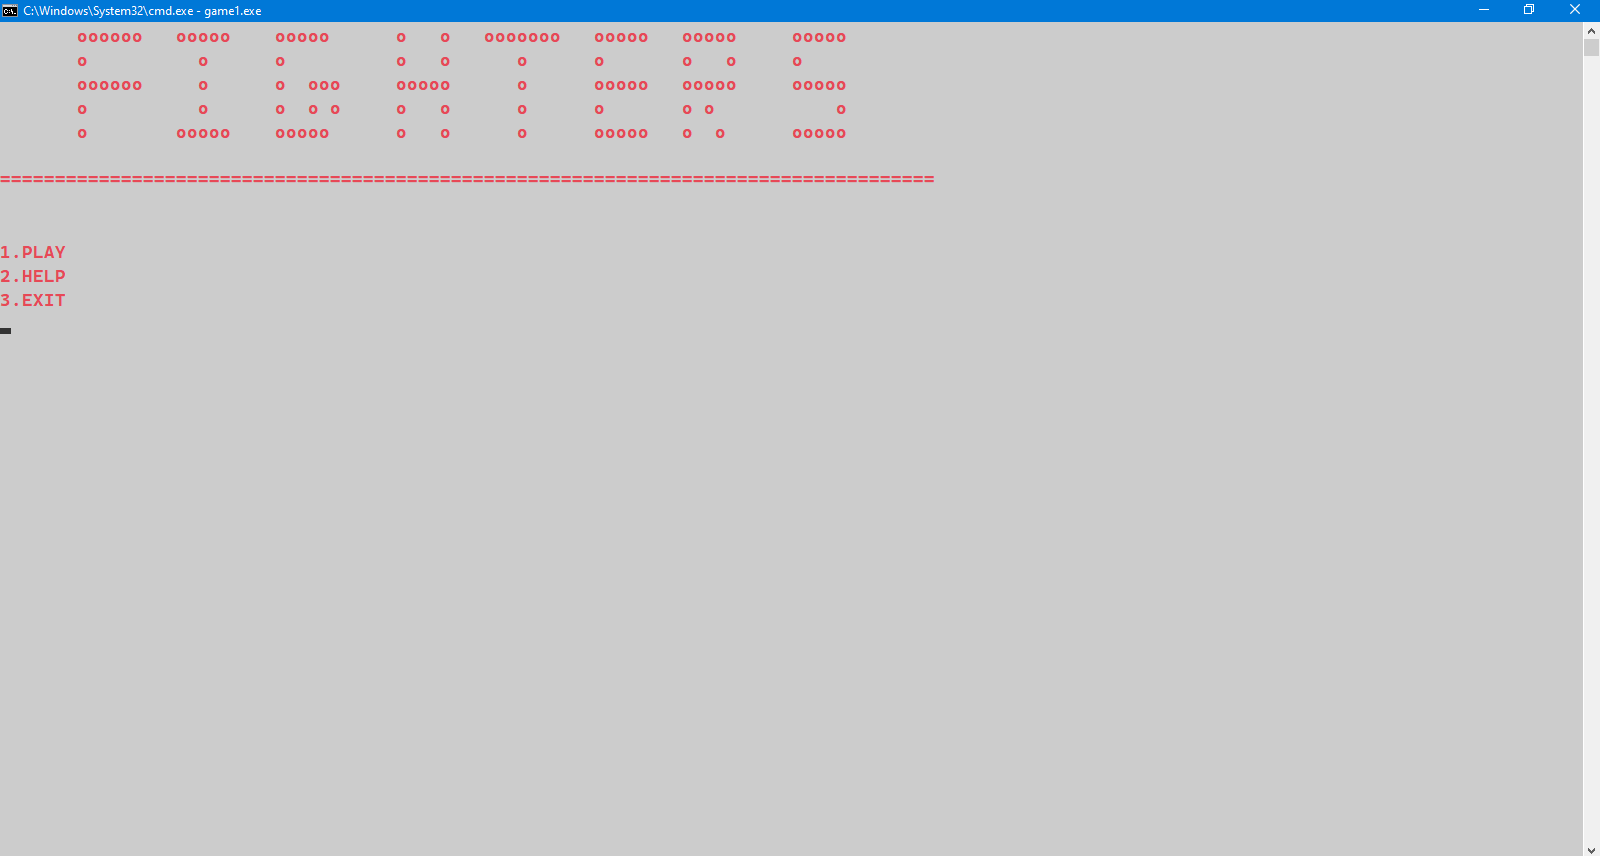 C:\Windows\System32\cmd.exe - game1.exe
FIGHTERS
1.PLAY
2.HELP
3.EXIT